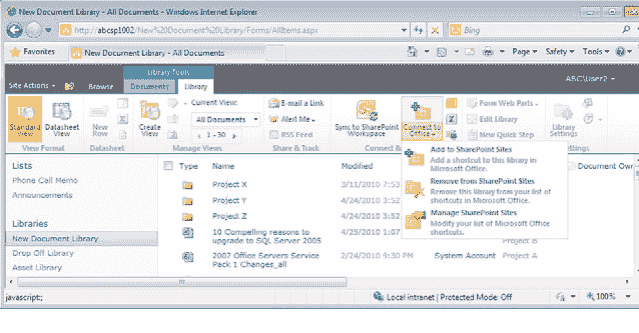 New Document Library - All Documents - Windows Internet Explorer
http://abcsp1002/New%20Document%20Library/Forms/AllItems.aspx
Bing
Favorites
New Document Library - All Documents
Page
Safety
Tools
Library Tools
Site Actions
Browse
Documents
Library
ABC\User2
Standard View
Datasheet View
New Row
Create View
Current View:
All Documents
1 - 30
E-mail a Link
Alert Me
RSS Feed
Sync to SharePoint Workspace
Connect to Office
Form Web Parts
Edit Library
New Quick Step
Library Settings
View Format
Datasheet
Manage Views
Share & Track
Connect &
ettings
Add to SharePoint Sites
Add a shortcut to this library in
Microsoft Office.
Remove from SharePoint Sites
Remove this library from your list of
shortcuts in Microsoft Office
Manage SharePoint Sites
Modify your list of Microsoft Office
shortcuts.
Lists
Phone Call Memo
Announcements
Libraries
New Document Library
Drop Off Library
Asset Library
Type
Name
Modified
Document Ow
Project X
3/11/2010 7:53
Project Y
4/24/2010 3:52
Project Z
4/24/2010 3:52
10 Compelling reasons to
upgrade to SQL Server 2005
4/25/2010 1:07
Project B
2007 Office Servers Service
Pack 1 Changes_all
2/24/2010 9:30 PM
System Account
Project A
javascript:;
Local intranet | Protected Mode: Off
100%